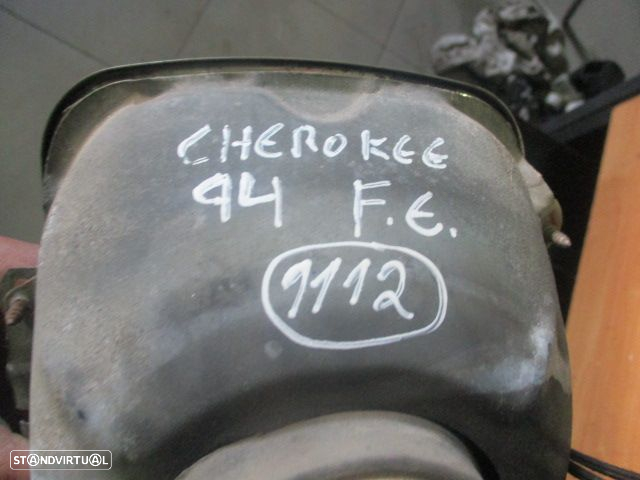 CHEROKEE
94 F.E.
9112
STANDVIRTUAL